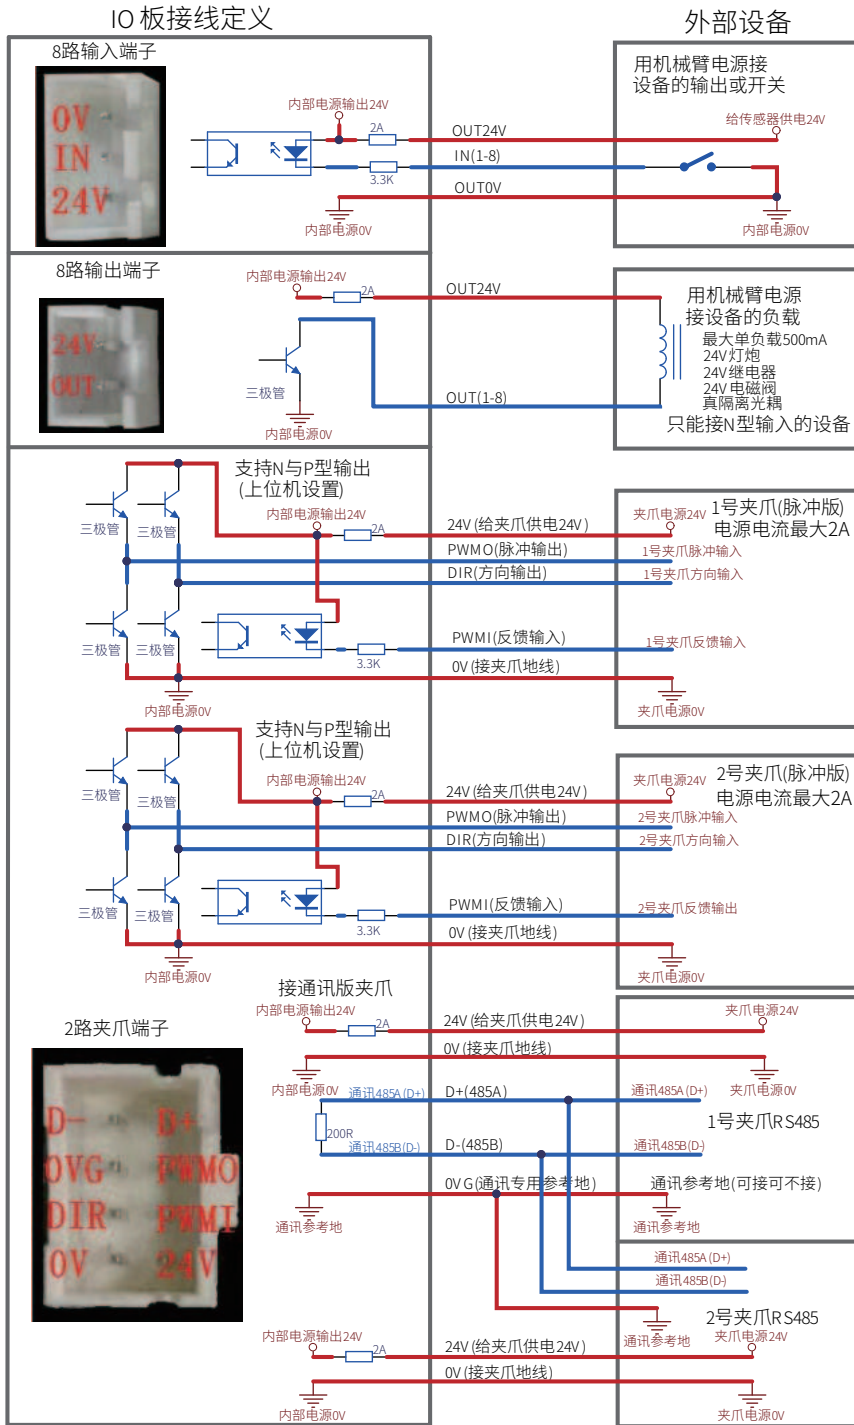 IO 板接线定义
外部设备
8路输入端子
0V
IN
24V
内部电源输出24V
2A
3.3K
内部电源0V
OUT24V
IN(1-8)
OUT0V
用机械臂电源接
设备的输出或开关
给传感器供电24V
内部电源0V
8路输出端子
24V
OUT
内部电源输出24V
2A
三极管
内部电源0V
OUT24V
OUT(1-8)
用机械臂电源
接设备的负载
最大单负载500mA
24V灯炮
24V继电器
24V电磁阀
真隔离光耦
只能接N型输入的设备
支持N与P型输出
(上位机设置)
内部电源输出24V
2A
三极管
三极管
三极管
三极管
3.3K
内部电源0V
24V(给夹爪供电24V)
PWMO(脉冲输出)
DIR(方向输出)
PWMI(反馈输入)
0V(接夹爪地线)
夹爪电源24V
1号夹爪(脉冲版)
电源电流最大2A
1号夹爪脉冲输入
1号夹爪方向输入
1号夹爪反馈输入
夹爪电源0V
支持N与P型输出
(上位机设置)
内部电源输出24V
2A
三极管
三极管
三极管
三极管
3.3K
内部电源0V
24V(给夹爪供电24V)
PWMO(脉冲输出)
DIR(方向输出)
PWMI(反馈输入)
0V(接夹爪地线)
夹爪电源24V
2号夹爪(脉冲版)
电源电流最大2A
2号夹爪脉冲输入
2号夹爪方向输入
2号夹爪反馈输出
夹爪电源0V
接通讯版夹爪
2路夹爪端子
D- D+
0VG PWMO
DIR PWMI
0V 24V
内部电源输出24V
2A
内部电源0V
通讯485A(D+)
200R
通讯485B(D-)
通讯参考地
24V(给夹爪供电24V)
0V(接夹爪地线)
D+(485A)
D-(485B)
0VG(通讯专用参考地)
夹爪电源24V
夹爪电源0V
通讯485A(D+)
1号夹爪RS485
通讯485B(D-)
通讯参考地(可接可不接)
通讯参考地
通讯485A(D+)
通讯485B(D-)
2号夹爪RS485
通讯参考地
夹爪电源24V
内部电源输出24V
2A
24V(给夹爪供电24V)
0V(接夹爪地线)
内部电源0V
夹爪电源0V